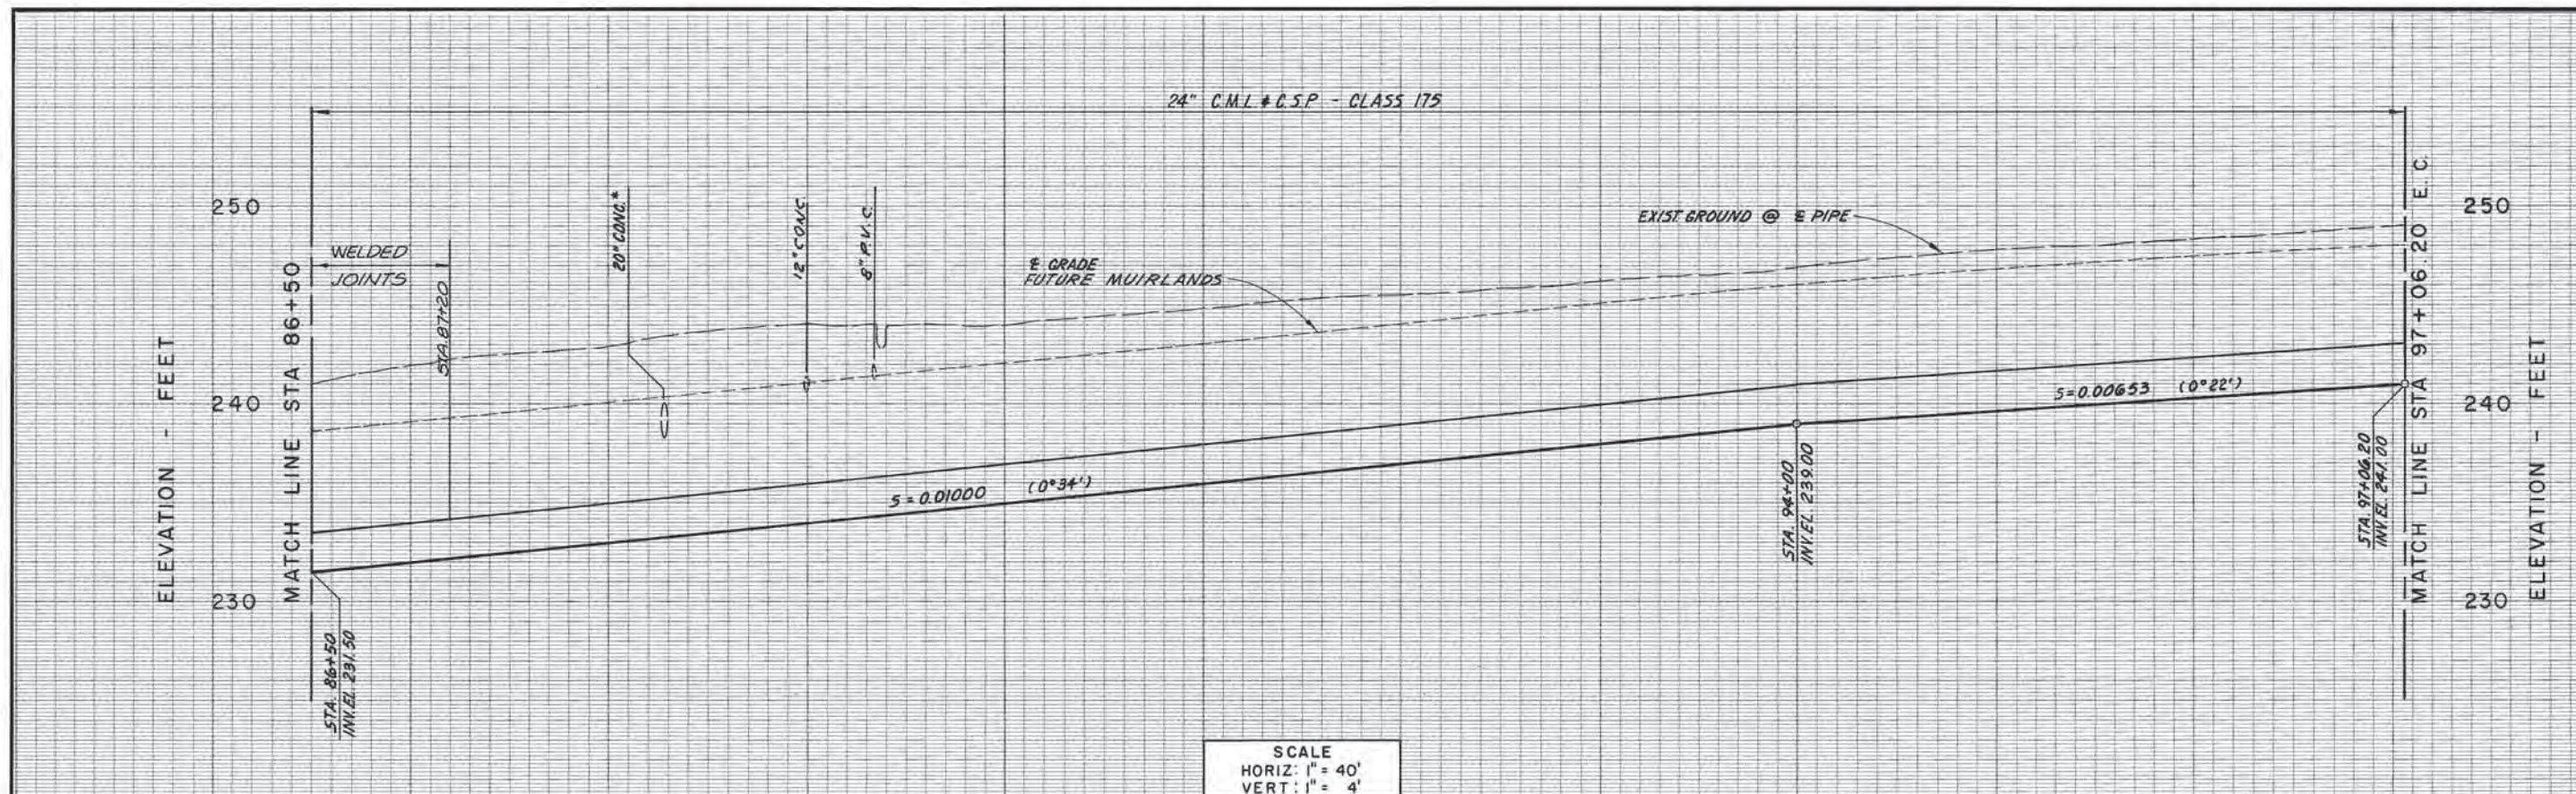 24" C.M.L. & C.S.P. - CLASS 175
250
250
WELDED
JOINTS
STA. 87+20
20" CONC.*
12" CONC
8" P.V.C.
EXIST. GROUND @ ℄ PIPE
℄ GRADE
FUTURE MUIRLANDS
ELEVATION - FEET
MATCH LINE STA 86+50
240
240
230
230
S = 0.01000 (0°34')
S=0.00653 (0°22')
STA. 86+50
INV. EL. 231.50
STA. 94+00
INV. EL. 239.00
STA. 97+06.20
INV. EL. 241.00
MATCH LINE STA 97+06.20 E.C.
ELEVATION - FEET
SCALE
HORIZ: 1" = 40'
VERT: 1" = 4'